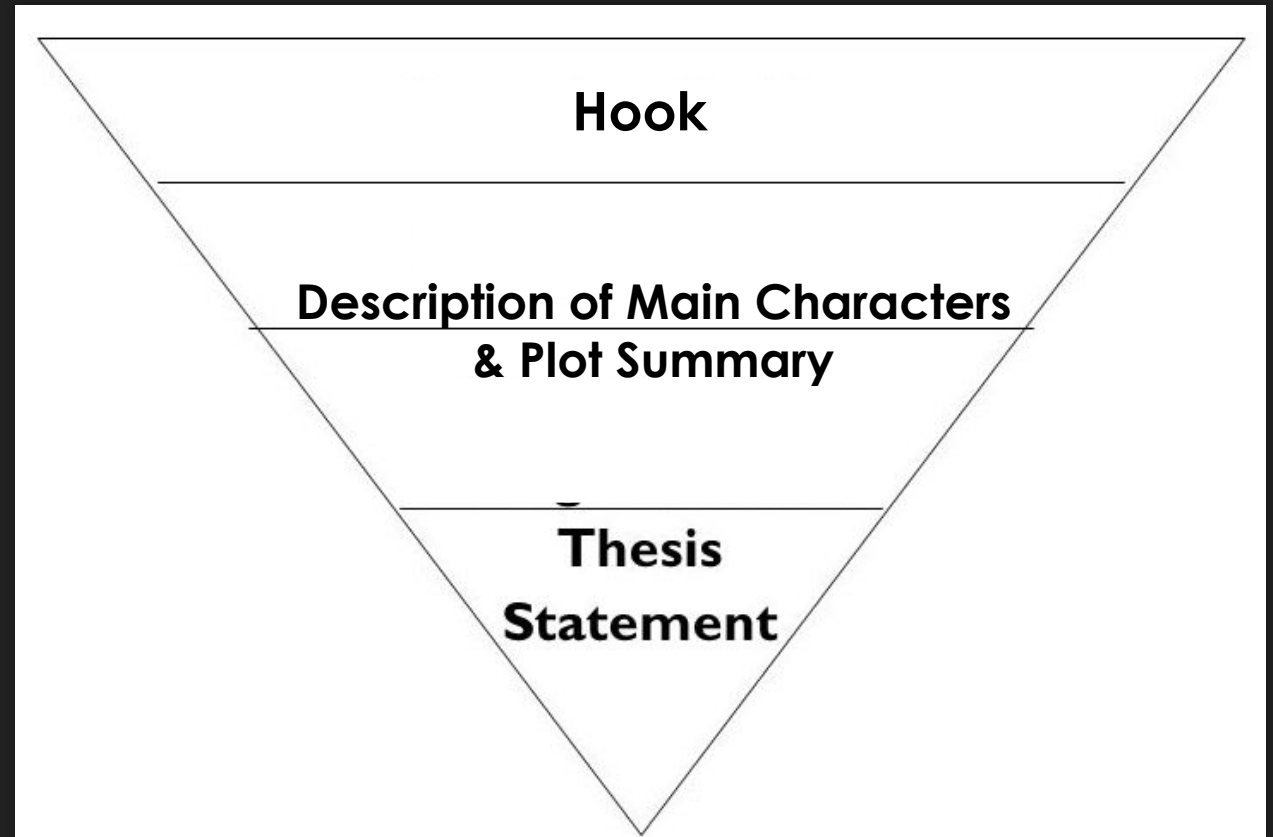 Hook
Description of Main Characters
& Plot Summary
Thesis
Statement